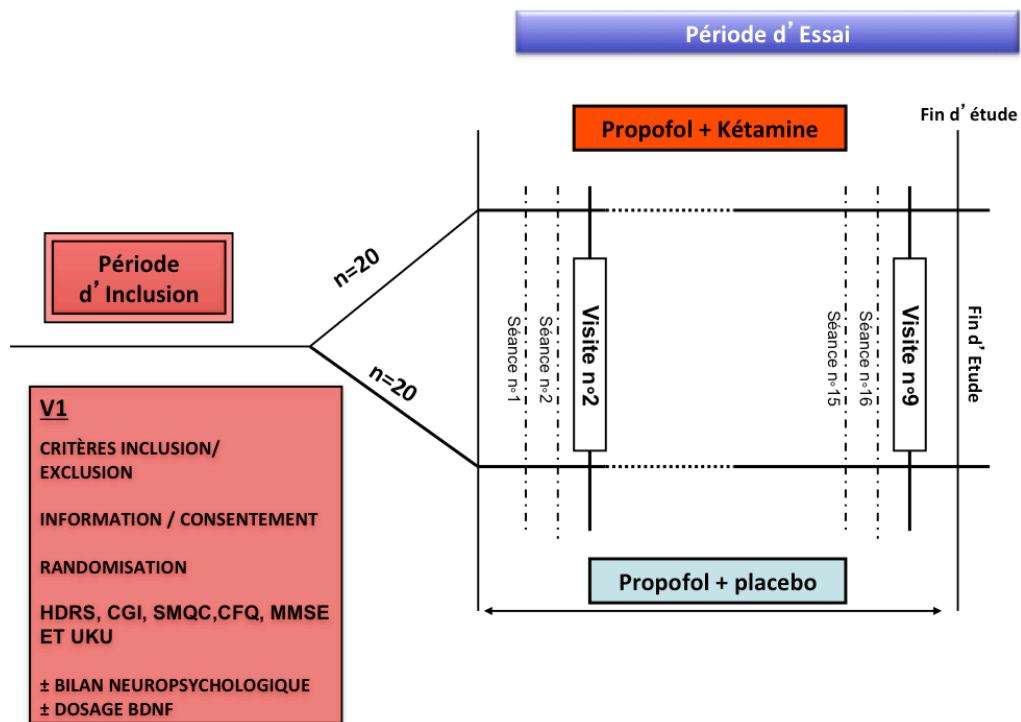 Période d'Essai
Fin d'étude
Propofol + Kétamine
Période
d'Inclusion
n=20
n=20
Séance n°1
Séance n°2
Visite n°2
Séance n°15
Séance n°16
Visite n°9
Fin d'Etude
V1
CRITÈRES INCLUSION/
EXCLUSION
INFORMATION / CONSENTEMENT
RANDOMISATION
HDRS, CGI, SMQC,CFQ, MMSE
ET UKU
± BILAN NEUROPSYCHOLOGIQUE
± DOSAGE BDNF
Propofol + placebo